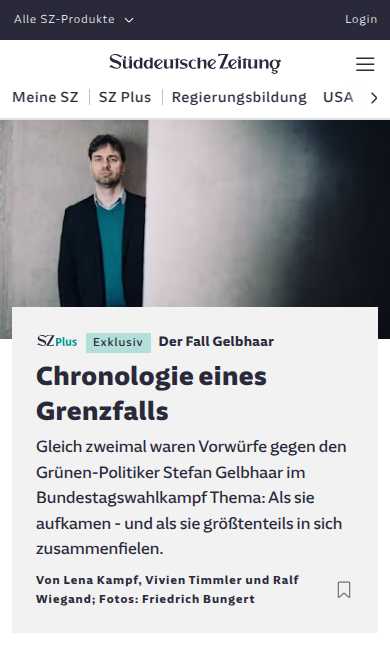 Alle SZ-Produkte
Login
Süddeutsche Zeitung
Meine SZ
SZ Plus
Regierungsbildung
USA
SZ Plus
Exklusiv
Der Fall Gelbhaar
Chronologie eines
Grenzfalls
Gleich zweimal waren Vorwürfe gegen den
Grünen-Politiker Stefan Gelbhaar im
Bundestagswahlkampf Thema: Als sie
aufkamen - und als sie größtenteils in sich
zusammenfielen.
Von Lena Kampf, Vivien Timmler und Ralf
Wiegand; Fotos: Friedrich Bungert